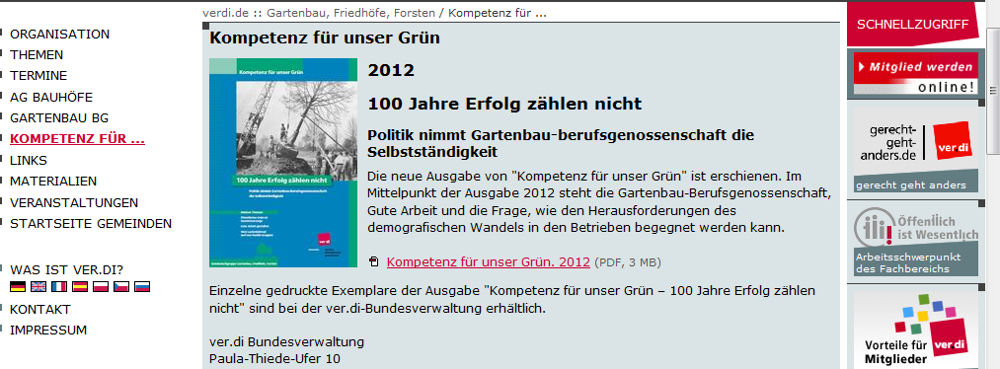 verdi.de :: Gartenbau, Friedhöfe, Forsten / Kompetenz für ...
ORGANISATION
THEMEN
TERMINE
AG BAUHÖFE
GARTENBAU BG
KOMPETENZ FÜR ...
LINKS
MATERIALIEN
VERANSTALTUNGEN
STARTSEITE GEMEINDEN
WAS IST VER.DI?
KONTAKT
IMPRESSUM
Kompetenz für unser Grün
Kompetenz für unser Grün
100 Jahre Erfolg zählen nicht
ver di
2012
100 Jahre Erfolg zählen nicht
Politik nimmt Gartenbau-berufsgenossenschaft die
Selbstständigkeit
Die neue Ausgabe von "Kompetenz für unser Grün" ist erschienen. Im
Mittelpunkt der Ausgabe 2012 steht die Gartenbau-Berufsgenossenschaft,
Gute Arbeit und die Frage, wie den Herausforderungen des
demografischen Wandels in den Betrieben begegnet werden kann.
Kompetenz für unser Grün. 2012 (PDF, 3 MB)
Einzelne gedruckte Exemplare der Ausgabe "Kompetenz für unser Grün – 100 Jahre Erfolg zählen
nicht" sind bei der ver.di-Bundesverwaltung erhältlich.
ver.di Bundesverwaltung
Paula-Thiede-Ufer 10
SCHNELLZUGRIFF
Mitglied werden
online!
gerecht-
geht-
anders.de
ver di
gerecht geht anders
Öffentlich
ist Wesentlich
Arbeitsschwerpunkt
des Fachbereichs
ver di
Vorteile für
Mitglieder